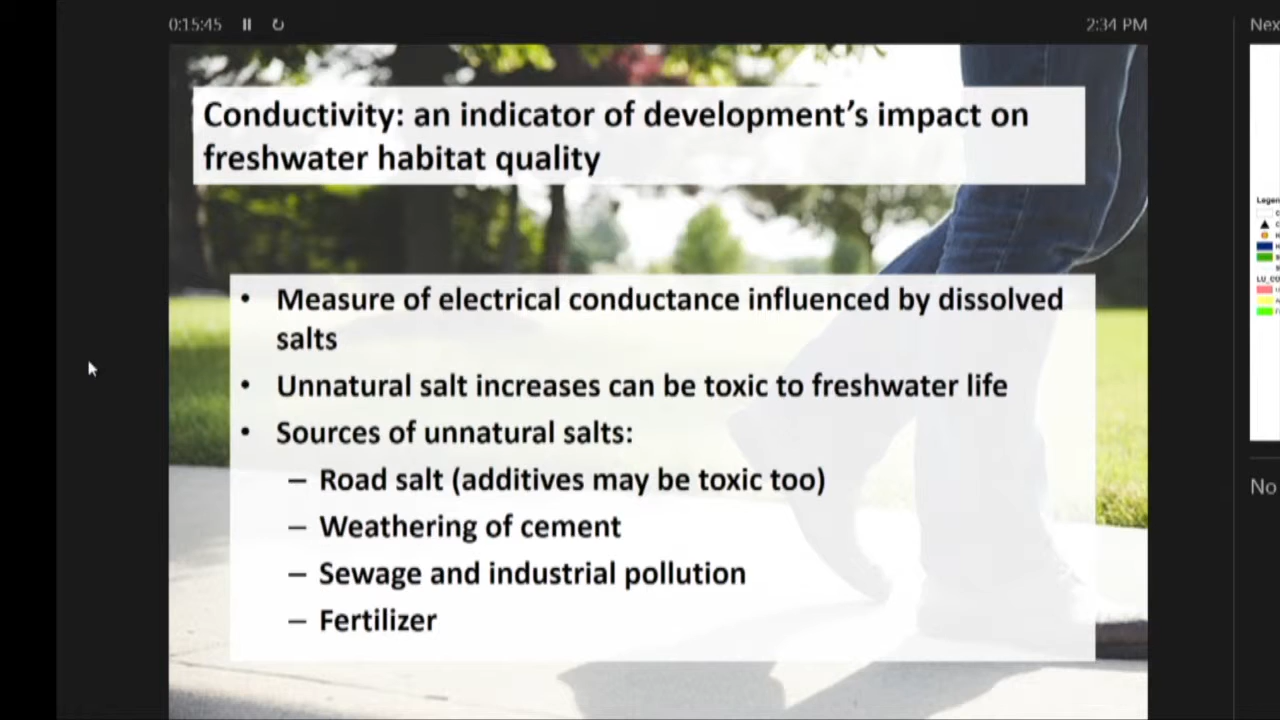 0:15:45
2:34 PM
Conductivity: an indicator of development's impact on
freshwater habitat quality
• Measure of electrical conductance influenced by dissolved
salts
• Unnatural salt increases can be toxic to freshwater life
• Sources of unnatural salts:
– Road salt (additives may be toxic too)
– Weathering of cement
– Sewage and industrial pollution
– Fertilizer
Nex
Legen
No